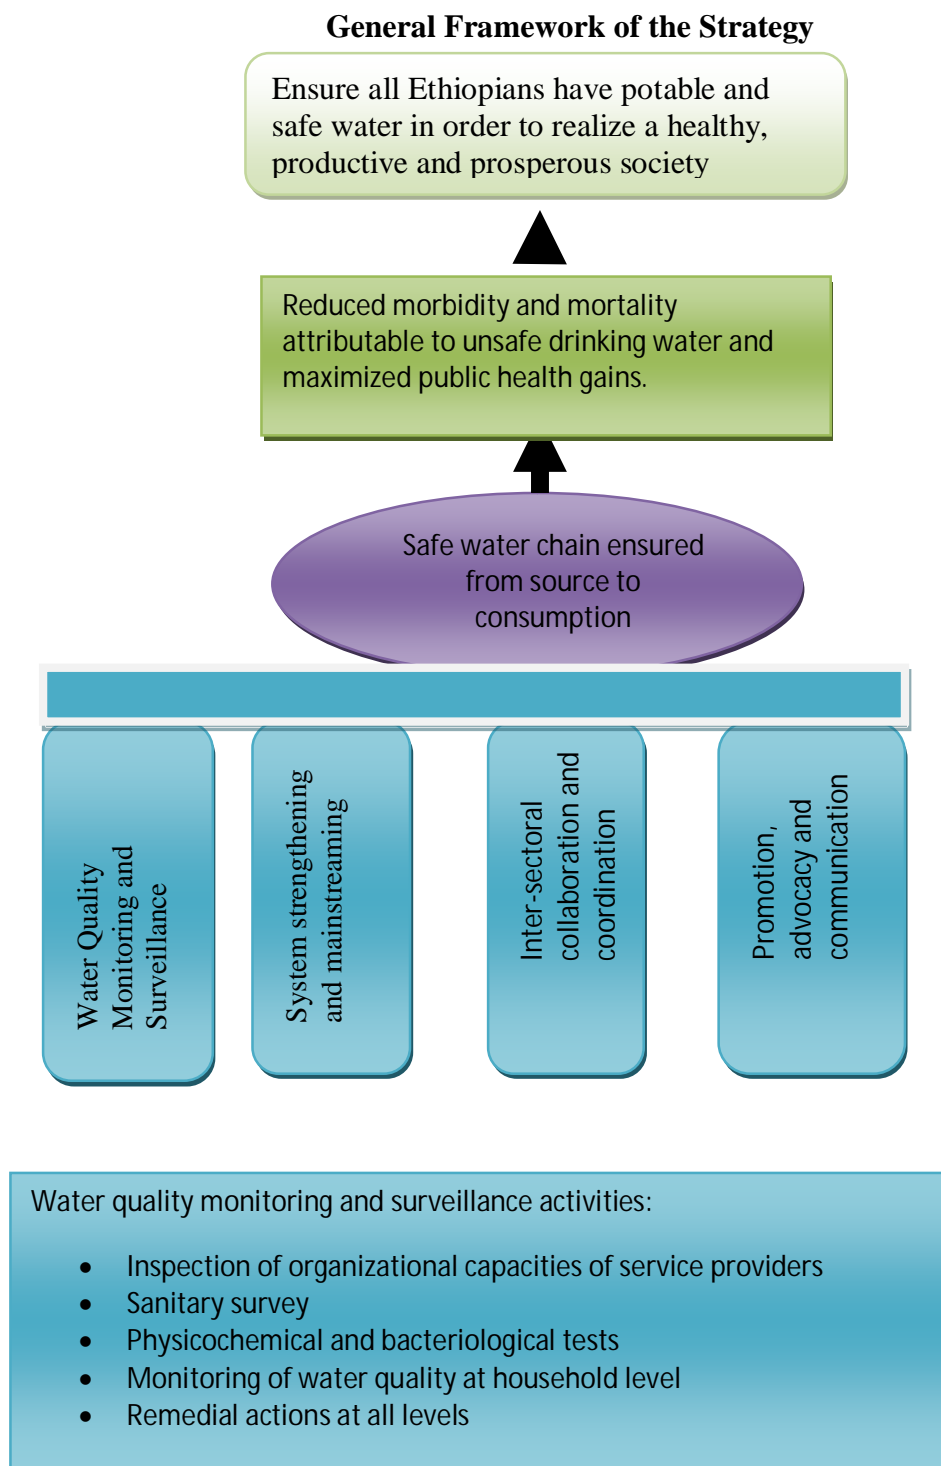 General Framework of the Strategy
Ensure all Ethiopians have potable and
safe water in order to realize a healthy,
productive and prosperous society
Reduced morbidity and mortality
attributable to unsafe drinking water and
maximized public health gains.
Safe water chain ensured
from source to
consumption
Water Quality
Monitoring and
Surveillance
System strengthening
and mainstreaming
Inter-sectoral
collaboration and
coordination
Promotion,
advocacy and
communication
Water quality monitoring and surveillance activities:
• Inspection of organizational capacities of service providers
• Sanitary survey
• Physicochemical and bacteriological tests
• Monitoring of water quality at household level
• Remedial actions at all levels